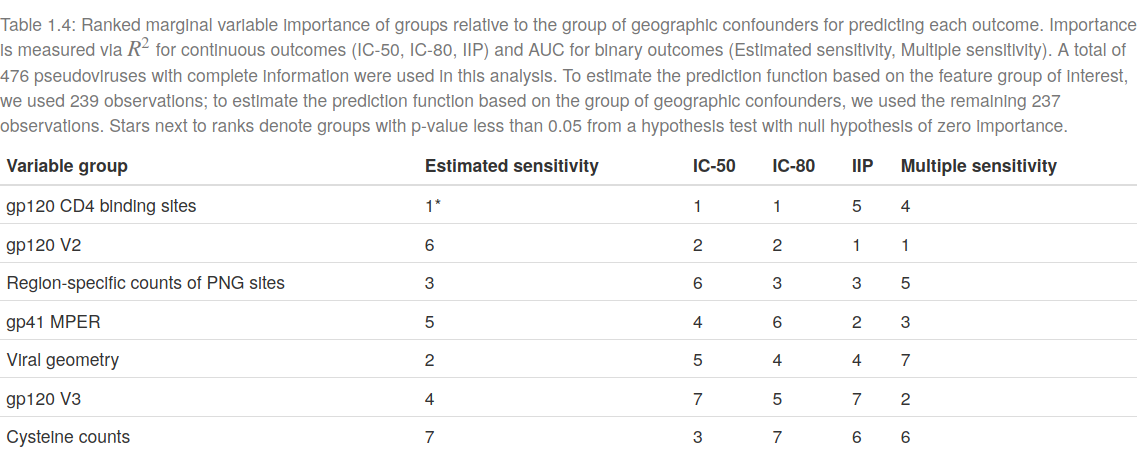 Table 1.4: Ranked marginal variable importance of groups relative to the group of geographic confounders for predicting each outcome. Importance
is measured via R² for continuous outcomes (IC-50, IC-80, IIP) and AUC for binary outcomes (Estimated sensitivity, Multiple sensitivity). A total of
476 pseudoviruses with complete information were used in this analysis. To estimate the prediction function based on the feature group of interest,
we used 239 observations; to estimate the prediction function based on the group of geographic confounders, we used the remaining 237
observations. Stars next to ranks denote groups with p-value less than 0.05 from a hypothesis test with null hypothesis of zero importance.
Variable group Estimated sensitivity IC-50 IC-80 IIP Multiple sensitivity
gp120 CD4 binding sites 1* 1 1 5 4
gp120 V2 6 2 2 1 1
Region-specific counts of PNG sites 3 6 3 3 5
gp41 MPER 5 4 6 2 3
Viral geometry 2 5 4 4 7
gp120 V3 4 7 5 7 2
Cysteine counts 7 3 7 6 6